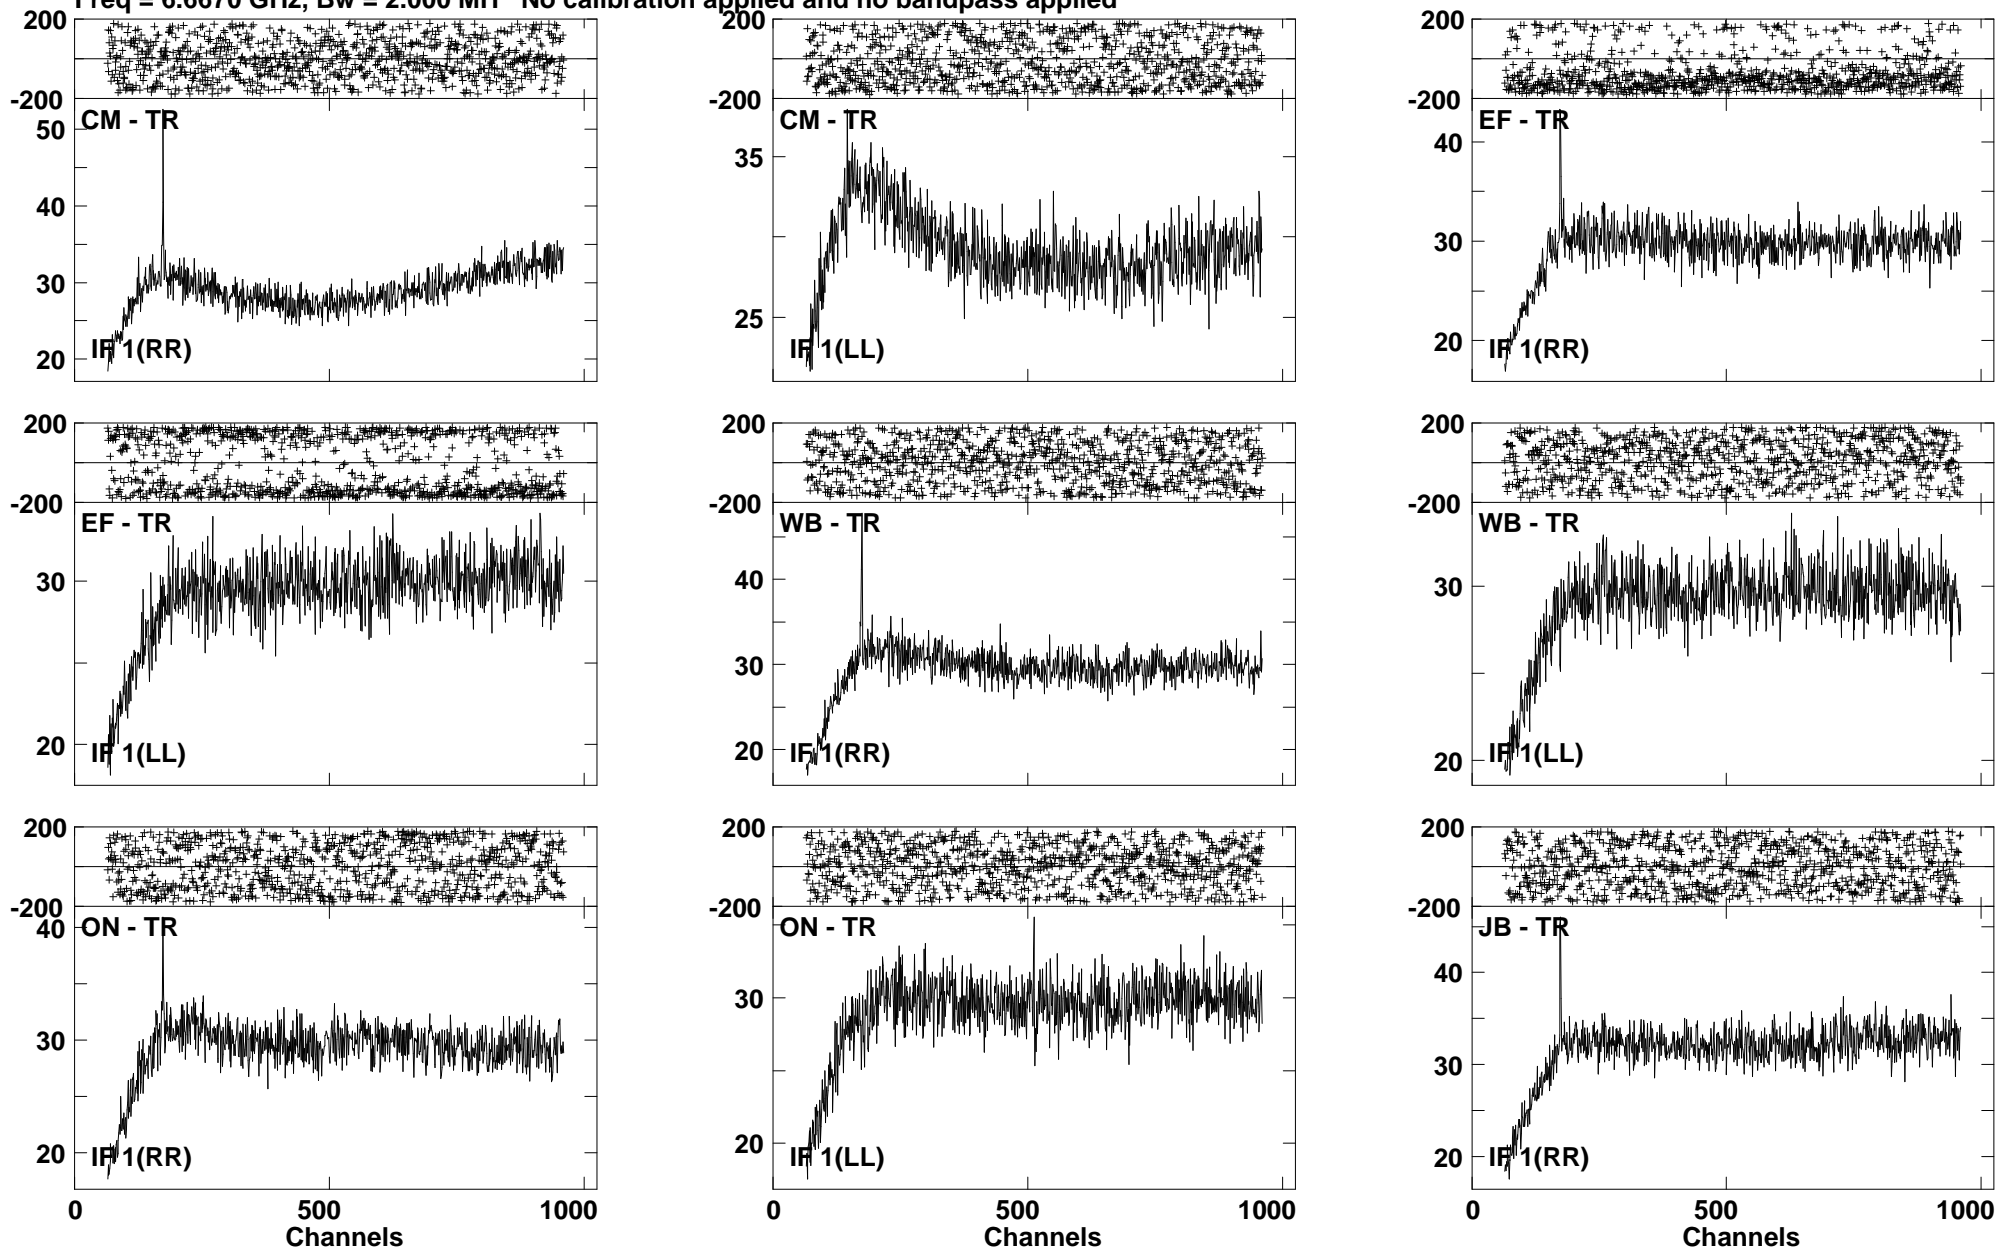 Freq = 6.6670 GHz, Bw = 2.000 MH No calibration applied and no bandpass applied
200 200 200
-200 -200 -200
CM - TR CM - TR EF - TR
50 35 40
40 30
30 25 20
20
IF 1(RR) IF 1(LL) IF 1(RR)
200 200 200
-200 -200 -200
EF - TR WB - TR WB - TR
30 40 30
20 30 20
20
IF 1(LL) IF 1(RR) IF 1(LL)
200 200 200
-200 -200 -200
ON - TR ON - TR JB - TR
40 30 40
30 20 30
20 20
IF 1(RR) IF 1(LL) IF 1(RR)
0 500 1000 0 500 1000 0 500 1000
Channels Channels Channels